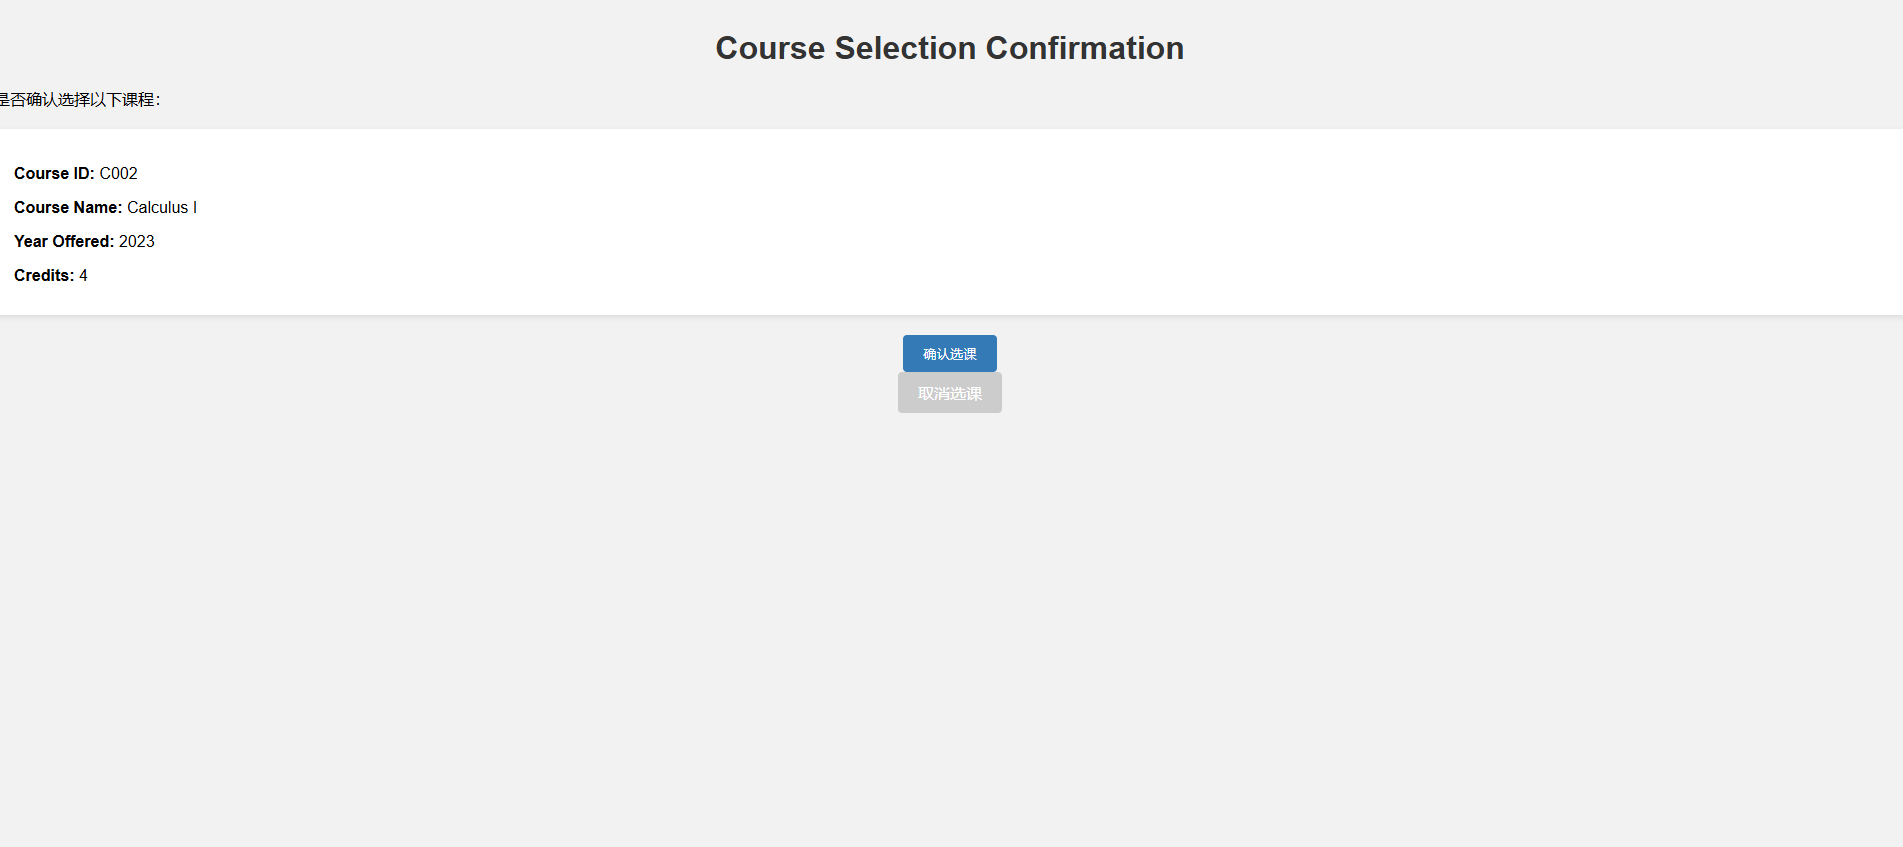 Course Selection Confirmation
是否确认选择以下课程：
Course ID: C002
Course Name: Calculus I
Year Offered: 2023
Credits: 4
确认选课
取消选课